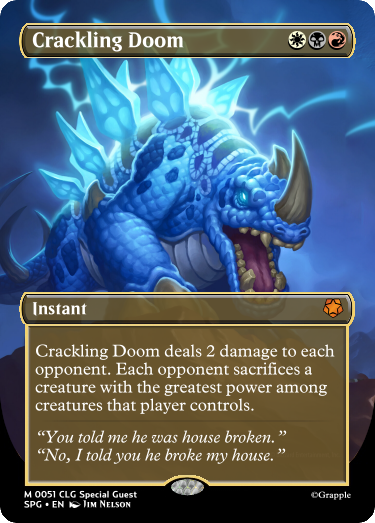 Crackling Doom
Instant
Crackling Doom deals 2 damage to each
opponent. Each opponent sacrifices a
creature with the greatest power among
creatures that player controls.
“You told me he was house broken.”
“No, I told you he broke my house.”
M 0051 CLG Special Guest
SPG • EN Jim Nelson
©Grapple